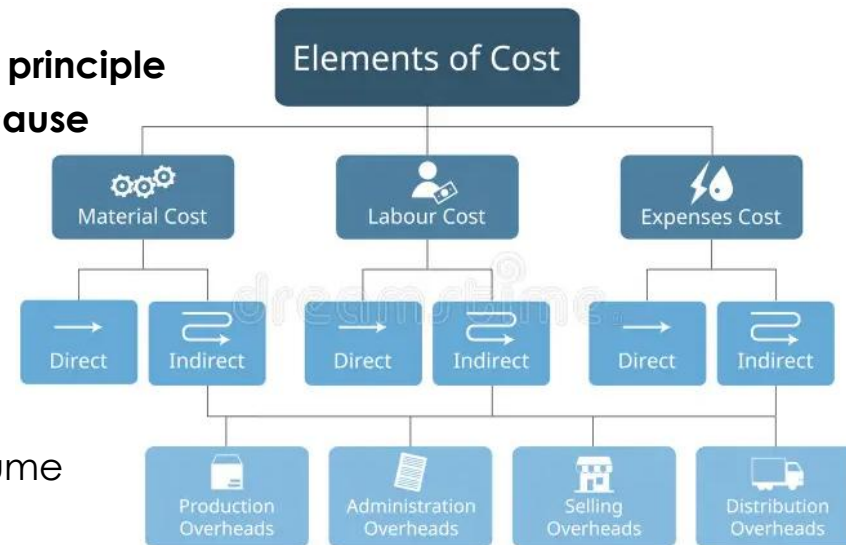 Elements of Cost
principle
ause
Material Cost
Labour Cost
Expenses Cost
dreamstime.
Direct
Indirect
Direct
Indirect
Direct
Indirect
ume
Production
Overheads
Administration
Overheads
Selling
Overheads
Distribution
Overheads